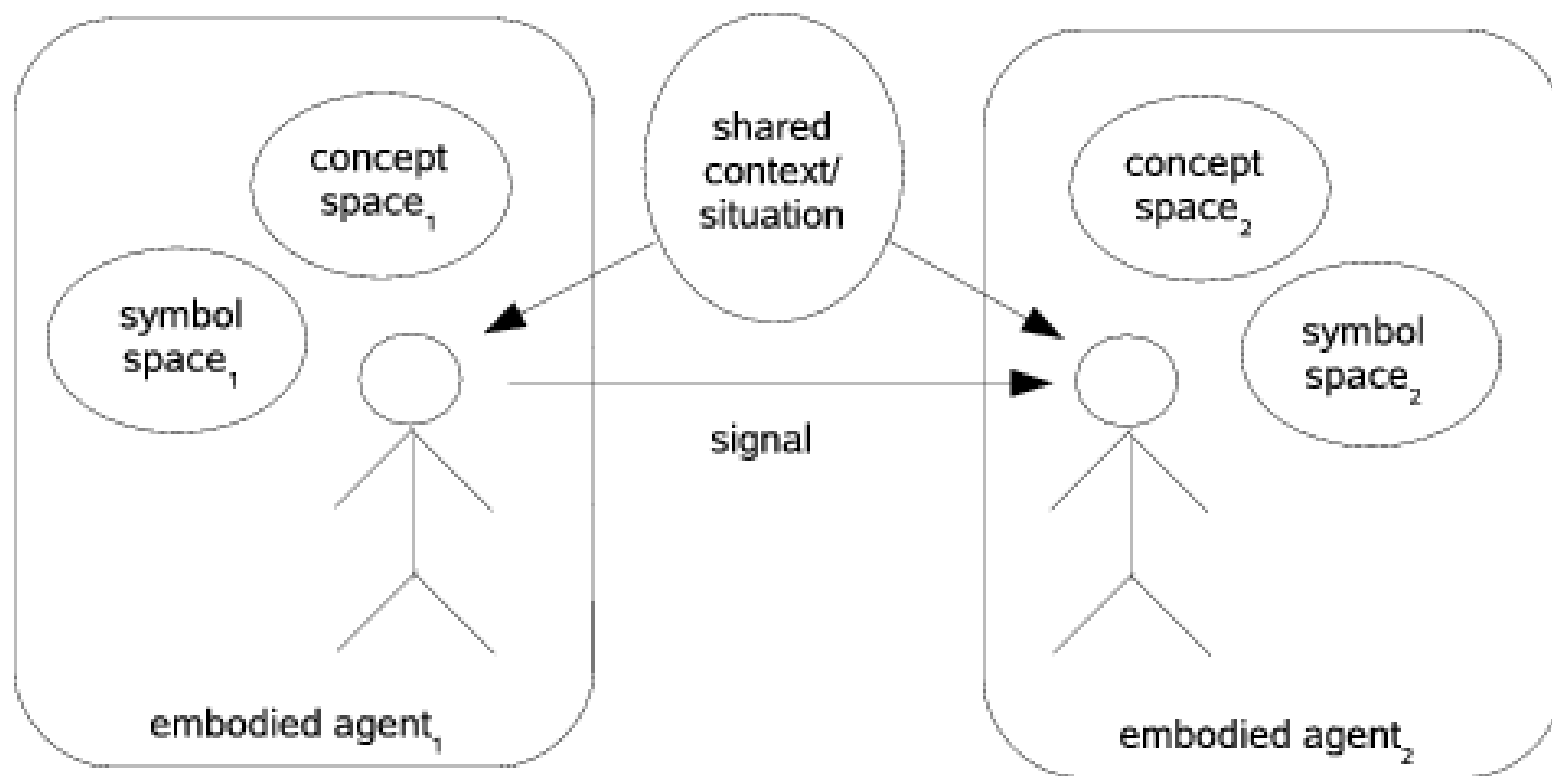 concept
space₁
symbol
space₁
embodied agent₁
shared
context/
situation
signal
concept
space₂
symbol
space₂
embodied agent₂